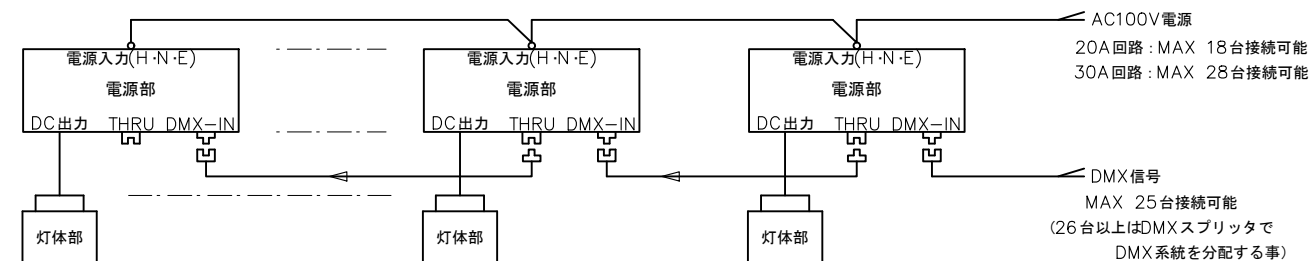 AC100V電源
20A回路:MAX 18台接続可能
30A回路:MAX 28台接続可能
電源入力(H・N・E)
電源部
DC出力 THRU DMX-IN
灯体部
電源入力(H・N・E)
電源部
DC出力 THRU DMX-IN
灯体部
電源入力(H・N・E)
電源部
DC出力 THRU DMX-IN
灯体部
DMX信号
MAX 25台接続可能
(26台以上はDMXスプリッタで
DMX系統を分配する事)